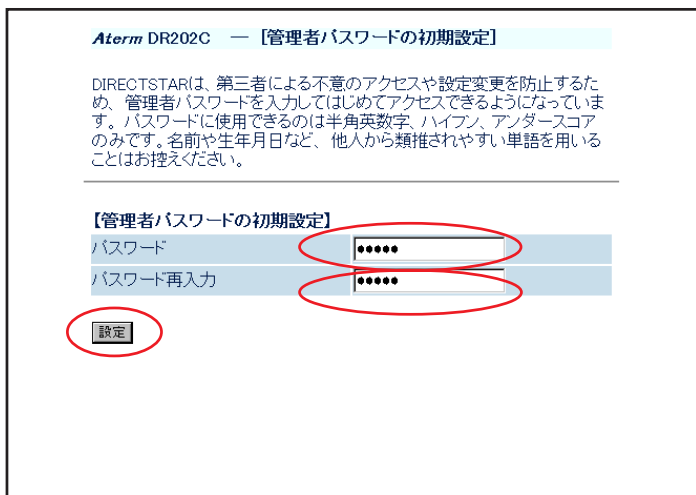 Aterm DR202C ― [管理者パスワードの初期設定]
DIRECTSTARは、第三者による不意のアクセスや設定変更を防止するた
め、管理者パスワードを入力してはじめてアクセスできるようになっていま
す。パスワードに使用できるのは半角英数字、ハイフン、アンダースコア
のみです。名前や生年月日など、他人から類推されやすい単語を用いる
ことはお控えください。
【管理者パスワードの初期設定】
パスワード ●●●●●
パスワード再入力 ●●●●●
設定